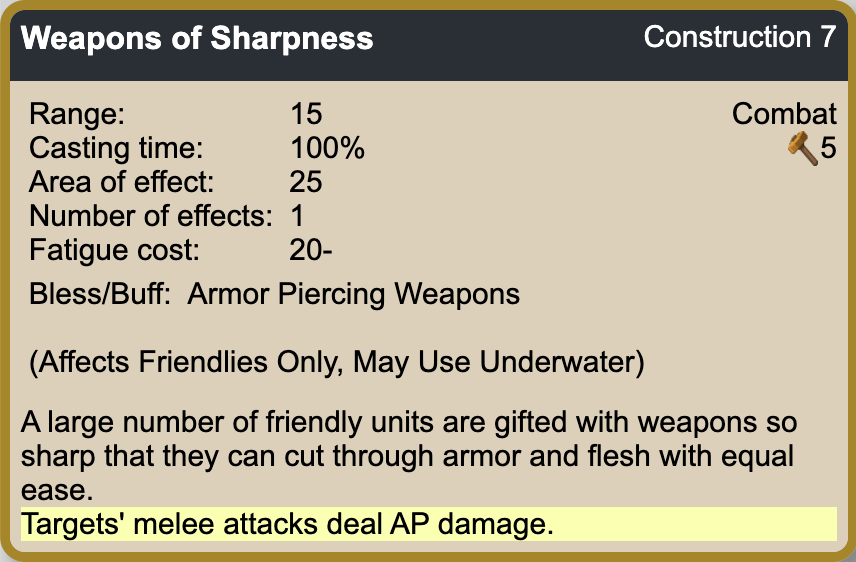 Weapons of Sharpness Construction 7
Range: 15 Combat
Casting time: 100% 5
Area of effect: 25
Number of effects: 1
Fatigue cost: 20-
Bless/Buff: Armor Piercing Weapons
(Affects Friendlies Only, May Use Underwater)
A large number of friendly units are gifted with weapons so
sharp that they can cut through armor and flesh with equal
ease.
Targets' melee attacks deal AP damage.